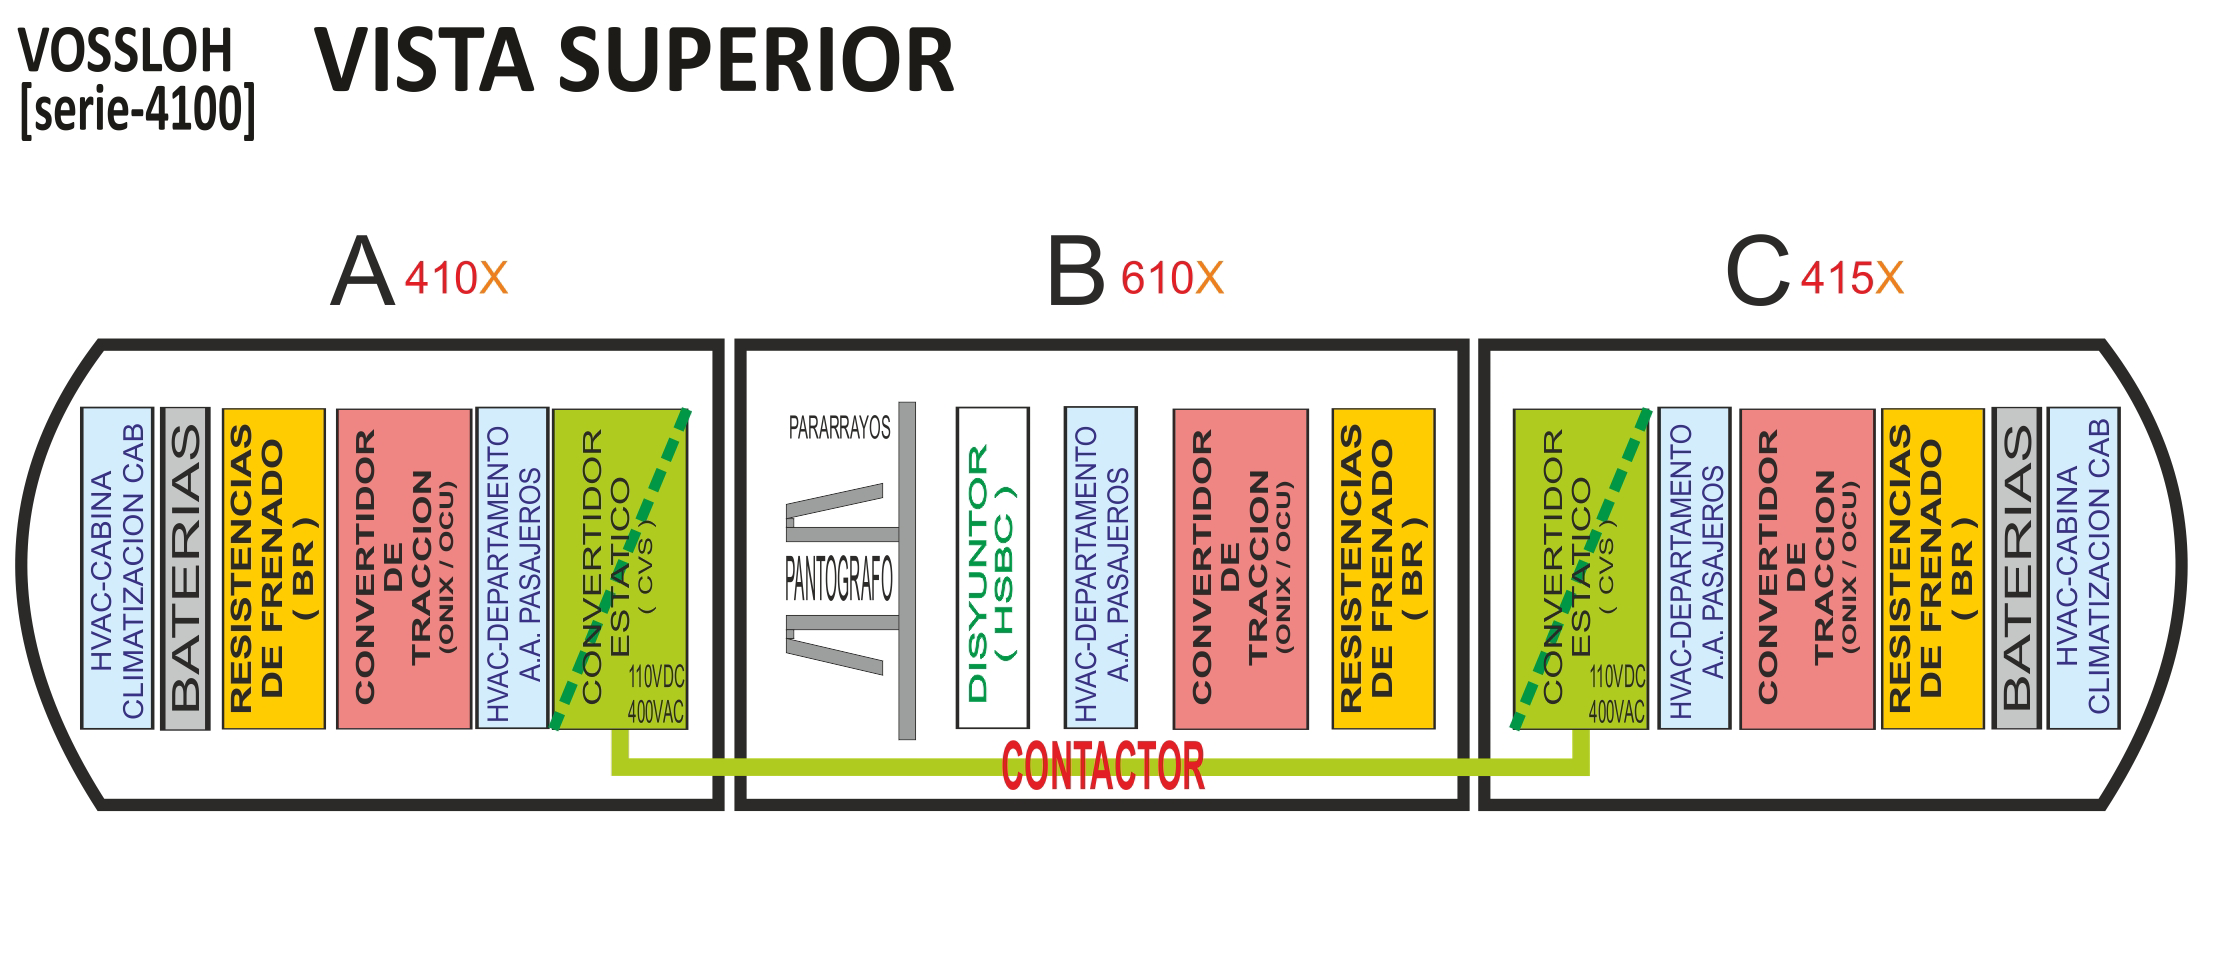 VOSSLOH
[serie-4100]
VISTA SUPERIOR
A 410X
B 610X
C 415X
HVAC-CABINA
CLIMATIZACION CAB
BATERIAS
RESISTENCIAS
DE FRENADO
( BR )
CONVERTIDOR
DE
TRACCION
(ONIX / OCU)
HVAC-DEPARTAMENTO
A.A. PASAJEROS
CONVERTIDOR
ESTATICO
( CVS )
110VDC
400VAC
PARARRAYOS
PANTOGRAFO
DISYUNTOR
( HSBC )
HVAC-DEPARTAMENTO
A.A. PASAJEROS
CONVERTIDOR
DE
TRACCION
(ONIX / OCU)
RESISTENCIAS
DE FRENADO
( BR )
CONTACTOR
CONVERTIDOR
ESTATICO
( CVS )
110VDC
400VAC
HVAC-DEPARTAMENTO
A.A. PASAJEROS
CONVERTIDOR
DE
TRACCION
(ONIX / OCU)
RESISTENCIAS
DE FRENADO
( BR )
BATERIAS
HVAC-CABINA
CLIMATIZACION CAB